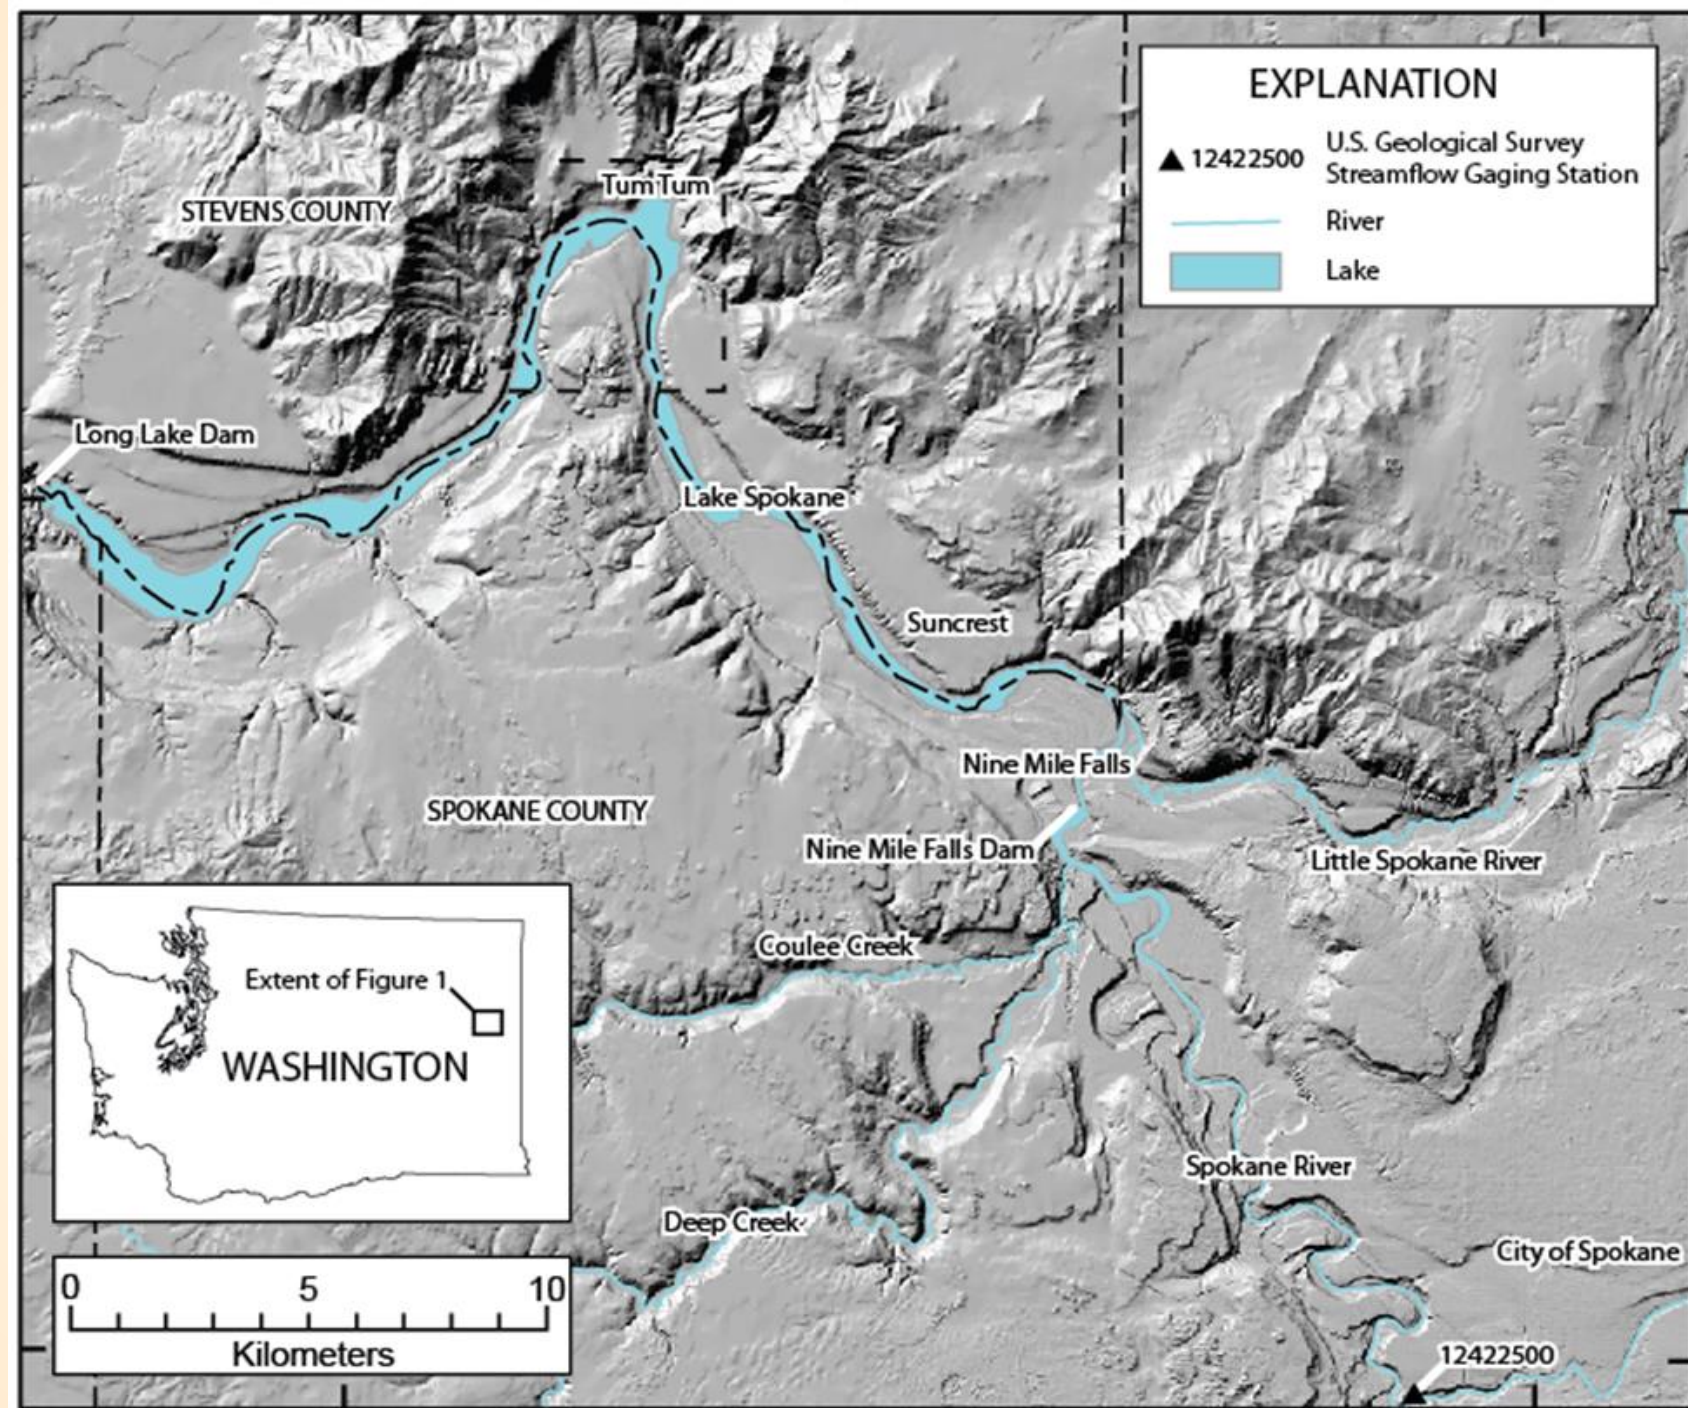 EXPLANATION
12422500
U.S. Geological Survey
Streamflow Gaging Station
River
Lake
TumTum
STEVENS COUNTY
Long Lake Dam
Lake Spokane
Suncrest
Nine Mile Falls
SPOKANE COUNTY
Nine Mile Falls Dam
Little Spokane River
Coulee Creek
Extent of Figure 1
WASHINGTON
Spokane River
Deep Creek
City of Spokane
0 5 10
Kilometers
12422500